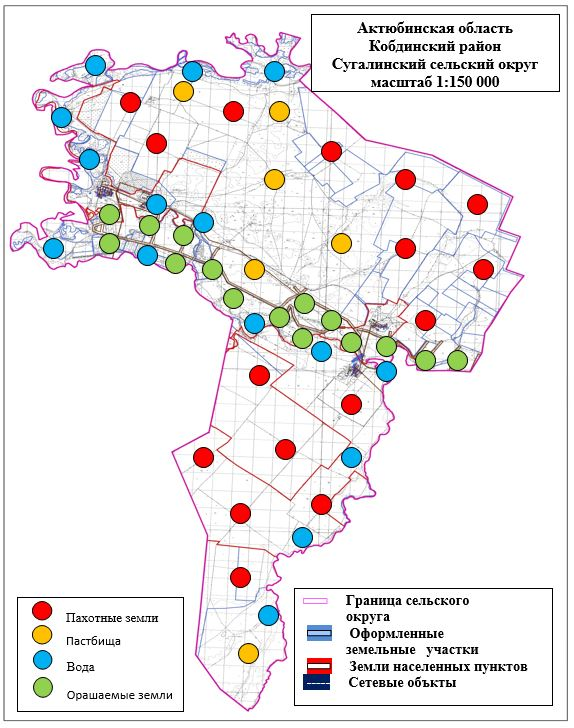 Актюбинская область
Кобдинский район
Сугалинский сельский округ
масштаб 1:150 000
Пахотные земли
Пастбища
Вода
Орашаемые земли
Граница сельского
округа
Оформленные
земельные участки
Земли населенных пунктов
Сетевые объкты